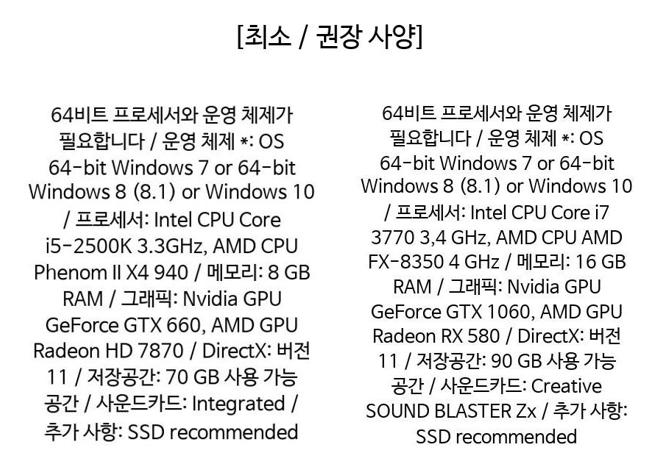 [최소 / 권장 사양]
64비트 프로세서와 운영 체제가
필요합니다 / 운영 체제 *: OS
64-bit Windows 7 or 64-bit
Windows 8 (8.1) or Windows 10
/ 프로세서: Intel CPU Core
i5-2500K 3.3GHz, AMD CPU
Phenom II X4 940 / 메모리: 8 GB
RAM / 그래픽: Nvidia GPU
GeForce GTX 660, AMD GPU
Radeon HD 7870 / DirectX: 버전
11 / 저장공간: 70 GB 사용 가능
공간 / 사운드카드: Integrated /
추가 사항: SSD recommended
64비트 프로세서와 운영 체제가
필요합니다 / 운영 체제 *: OS
64-bit Windows 7 or 64-bit
Windows 8 (8.1) or Windows 10
/ 프로세서: Intel CPU Core i7
3770 3,4 GHz, AMD CPU AMD
FX-8350 4 GHz / 메모리: 16 GB
RAM / 그래픽: Nvidia GPU
GeForce GTX 1060, AMD GPU
Radeon RX 580 / DirectX: 버전
11 / 저장공간: 90 GB 사용 가능
공간 / 사운드카드: Creative
SOUND BLASTER Zx / 추가 사항:
SSD recommended